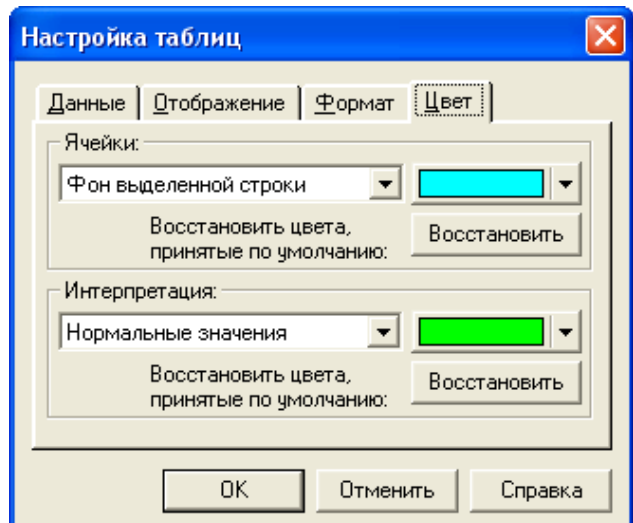 Настройка таблиц
Данные Отображение Формат Цвет
Ячейки:
Фон выделенной строки
Восстановить цвета,
принятые по умолчанию:
Восстановить
Интерпретация:
Нормальные значения
Восстановить цвета,
принятые по умолчанию:
Восстановить
OK Отменить Справка